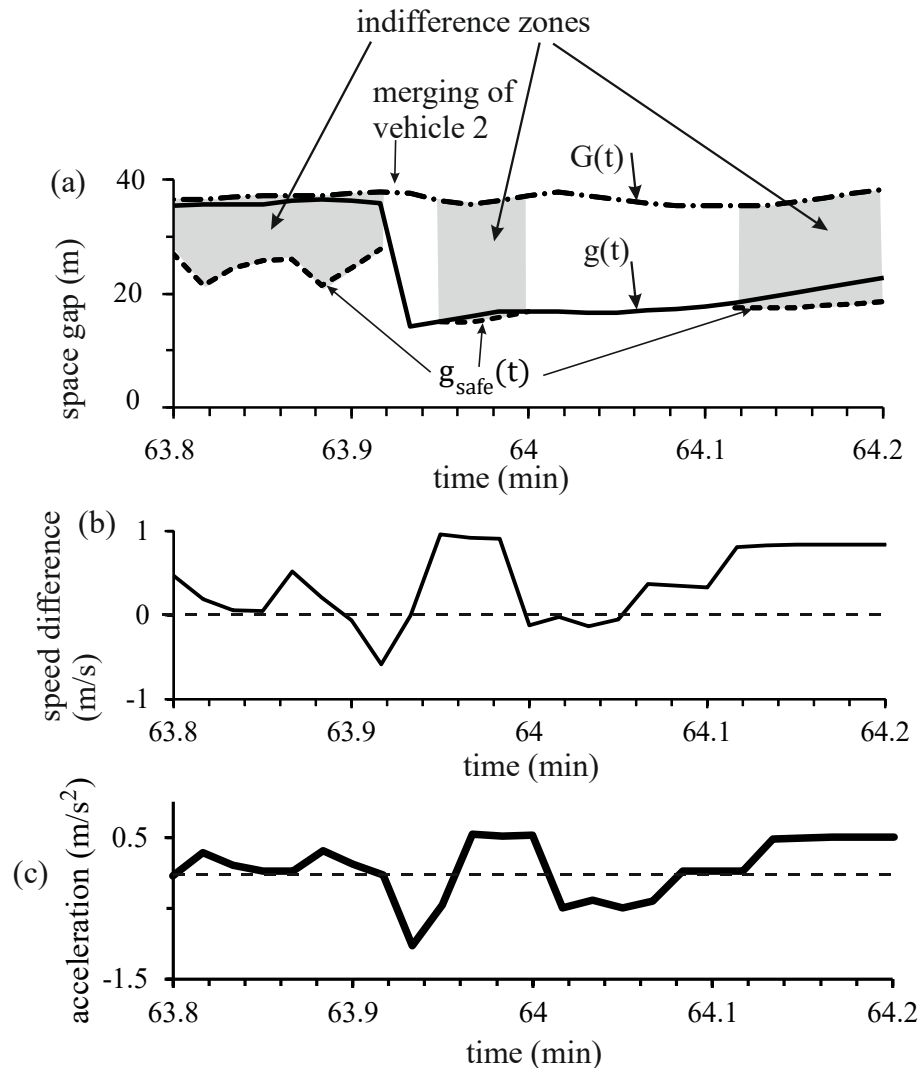 indifference zones
merging of
vehicle 2
G(t)
(a)
40
20
0
space gap (m)
g(t)
g_safe(t)
63.8 63.9 64 64.1 64.2
time (min)
(b)
1
0
-1
speed difference
(m/s)
63.8 63.9 64 64.1 64.2
time (min)
(c)
0.5
-1.5
acceleration (m/s²)
63.8 63.9 64 64.1 64.2
time (min)